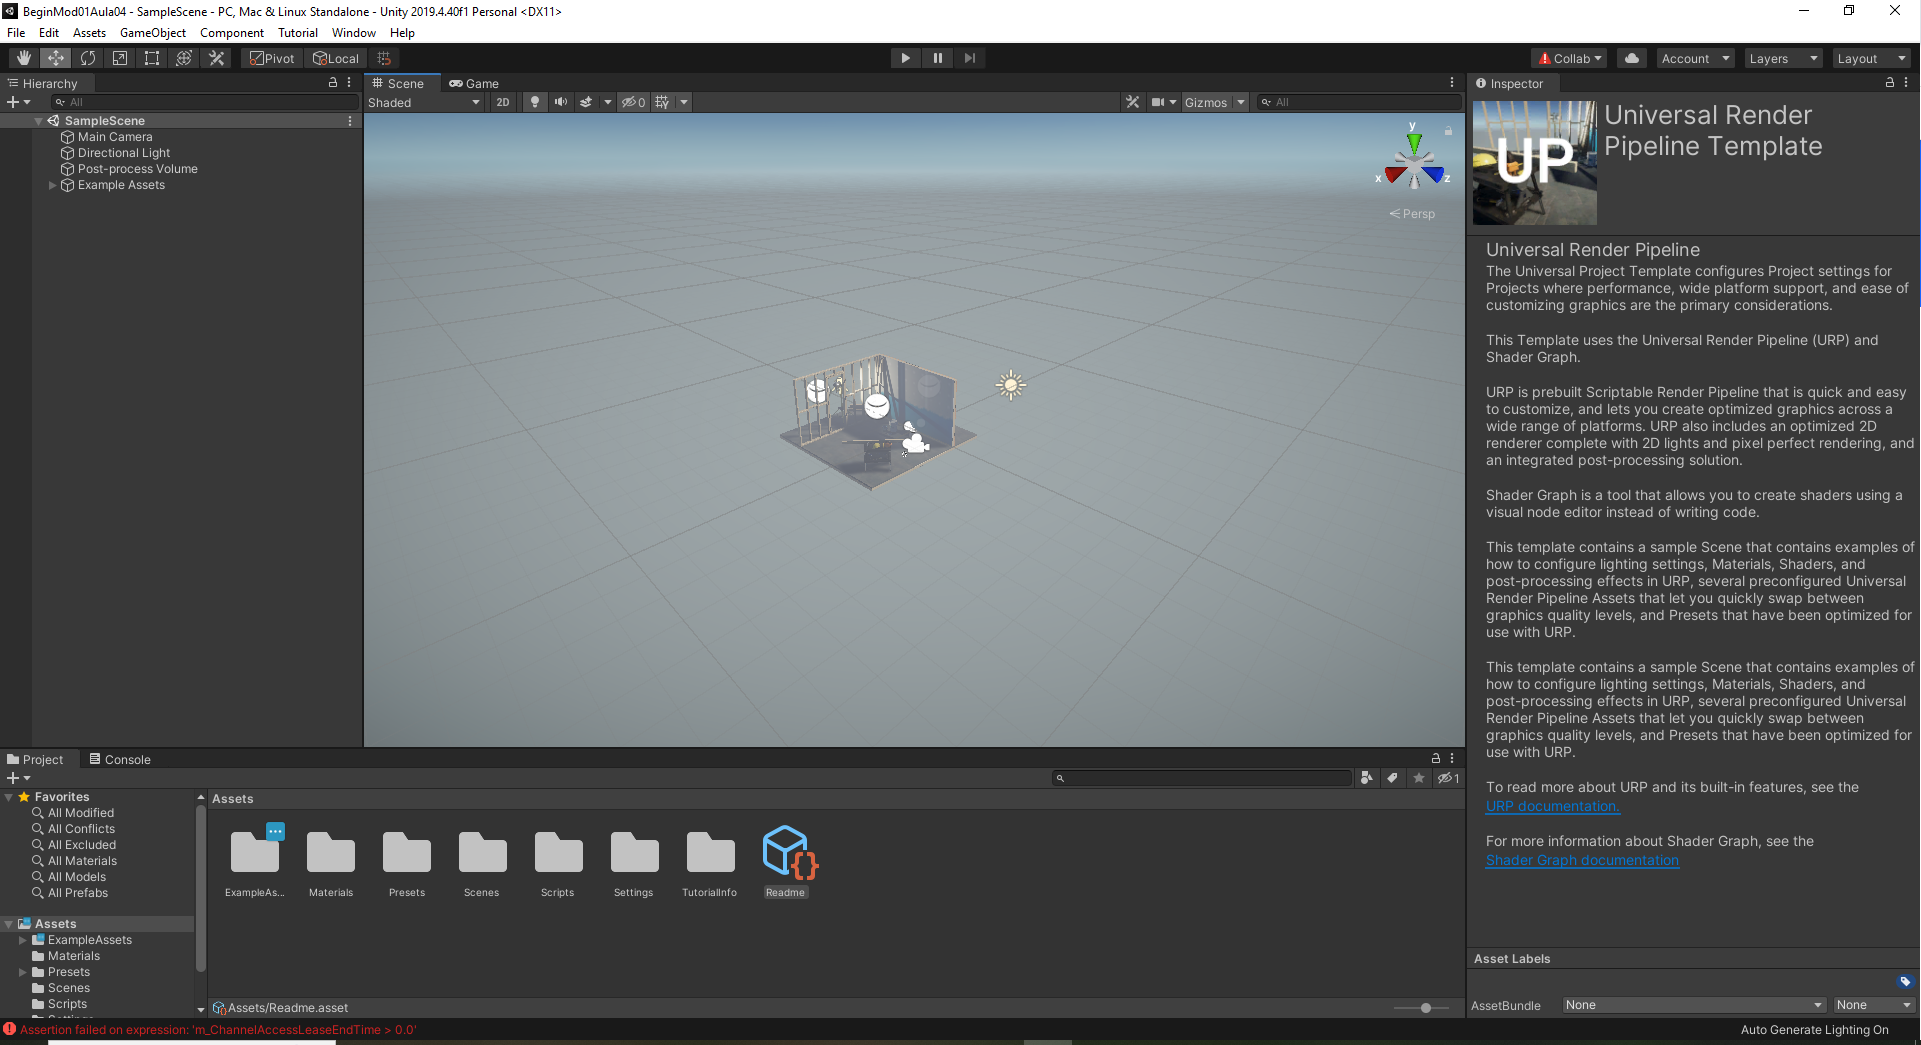 BeginMod01Aula04 - SampleScene - PC, Mac & Linux Standalone - Unity 2019.4.40f1 Personal <DX11>
File Edit Assets GameObject Component Tutorial Window Help
Pivot Local Collab Account Layers Layout
Hierarchy
All
SampleScene
Main Camera
Directional Light
Post-process Volume
Example Assets
Scene Game
Shaded 2D 0 Gizmos All
y
x z
Persp
Inspector
UP
Universal Render
Pipeline Template
Universal Render Pipeline
The Universal Project Template configures Project settings for
Projects where performance, wide platform support, and ease of
customizing graphics are the primary considerations.
This Template uses the Universal Render Pipeline (URP) and
Shader Graph.
URP is prebuilt Scriptable Render Pipeline that is quick and easy
to customize, and lets you create optimized graphics across a
wide range of platforms. URP also includes an optimized 2D
renderer complete with 2D lights and pixel perfect rendering, and
an integrated post-processing solution.
Shader Graph is a tool that allows you to create shaders using a
visual node editor instead of writing code.
This template contains a sample Scene that contains examples of
how to configure lighting settings, Materials, Shaders, and
post-processing effects in URP, several preconfigured Universal
Render Pipeline Assets that let you quickly swap between
graphics quality levels, and Presets that have been optimized for
use with URP.
This template contains a sample Scene that contains examples of
how to configure lighting settings, Materials, Shaders, and
post-processing effects in URP, several preconfigured Universal
Render Pipeline Assets that let you quickly swap between
graphics quality levels, and Presets that have been optimized for
use with URP.
To read more about URP and its built-in features, see the
URP documentation.
For more information about Shader Graph, see the
Shader Graph documentation
Asset Labels
AssetBundle None None
Project Console
1
Favorites
All Modified
All Conflicts
All Excluded
All Materials
All Models
All Prefabs
Assets
ExampleAssets
Materials
Presets
Scenes
Scripts
Assets
ExampleAs... Materials Presets Scenes Scripts Settings TutorialInfo Readme
Assets/Readme.asset
Assertion failed on expression: 'm_ChannelAccessLeaseEndTime > 0.0'
Auto Generate Lighting On